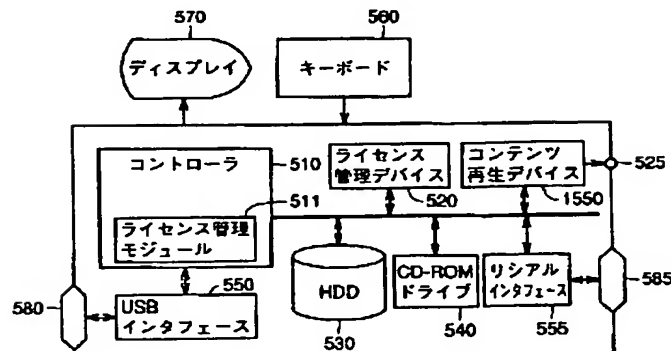 570
560
ディスプレイ
キーボード
コントローラ
510
ライセンス
管理デバイス
520
コンテンツ
再生デバイス
1550
525
511
ライセンス管理
モジュール
580
550
USB
インタフェース
HDD
530
CD-ROM
ドライブ
540
リシアル
インタフェース
555
585